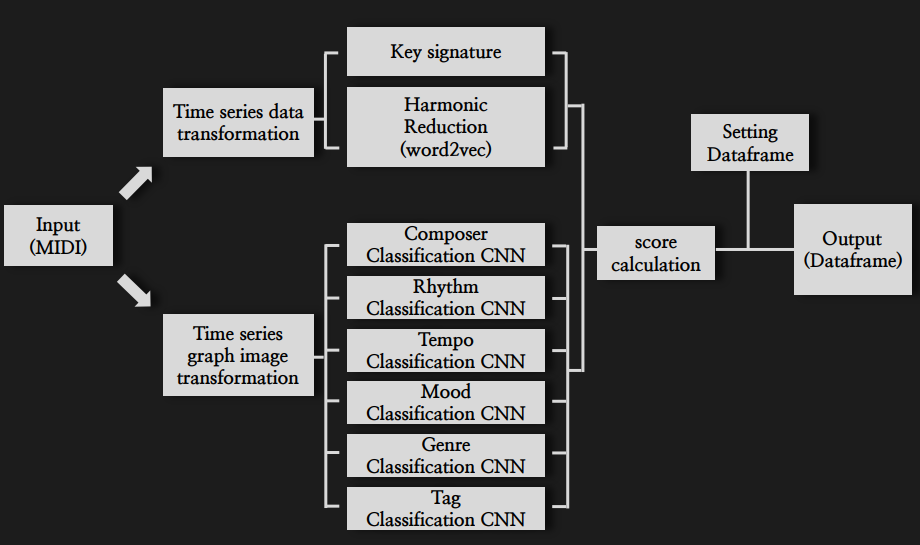 Input
(MIDI)
Time series data
transformation
Key signature
Harmonic
Reduction
(word2vec)
Time series
graph image
transformation
Composer
Classification CNN
Rhythm
Classification CNN
Tempo
Classification CNN
Mood
Classification CNN
Genre
Classification CNN
Tag
Classification CNN
score
calculation
Setting
Dataframe
Output
(Dataframe)